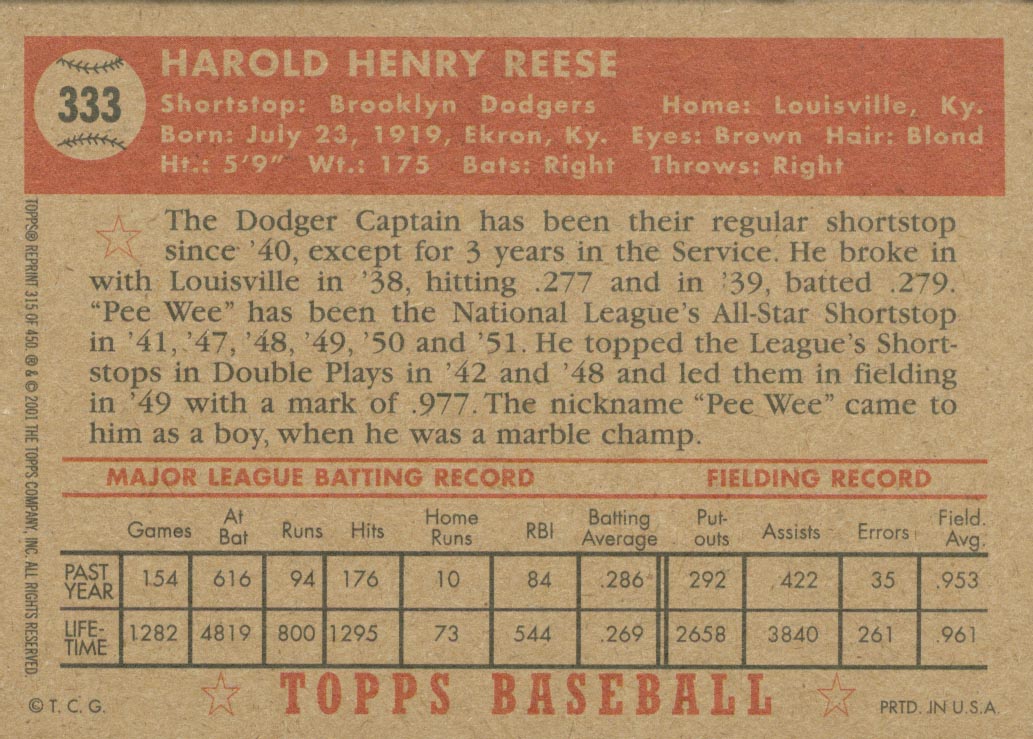 333
HAROLD HENRY REESE
Shortstop: Brooklyn Dodgers Home: Louisville, Ky.
Born: July 23, 1919, Ekron, Ky. Eyes: Brown Hair: Blond
Ht.: 5'9" Wt.: 175 Bats: Right Throws: Right
The Dodger Captain has been their regular shortstop
since '40, except for 3 years in the Service. He broke in
with Louisville in '38, hitting .277 and in '39, batted .279.
"Pee Wee" has been the National League's All-Star Shortstop
in '41, '47, '48, '49, '50 and '51. He topped the League's Short-
stops in Double Plays in '42 and '48 and led them in fielding
in '49 with a mark of .977. The nickname "Pee Wee" came to
him as a boy, when he was a marble champ.
MAJOR LEAGUE BATTING RECORD FIELDING RECORD
Games At Bat Runs Hits Home Runs RBI Batting Average Put-outs Assists Errors Field. Avg.
PAST YEAR 154 616 94 176 10 84 .286 292 422 35 .953
LIFE-TIME 1282 4819 800 1295 73 544 .269 2658 3840 261 .961
© T. C. G. TOPPS BASEBALL PRTD. IN U.S.A.
TOPPS® REPRINT 315 OF 450 ® & © 2001 THE TOPPS COMPANY, INC. ALL RIGHTS RESERVED.